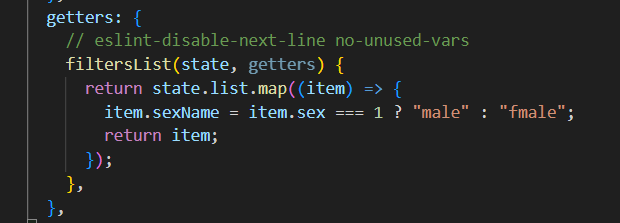 },
getters: {
// eslint-disable-next-line no-unused-vars
filtersList(state, getters) {
return state.list.map((item) => {
item.sexName = item.sex === 1 ? "male" : "fmale";
return item;
});
},
},